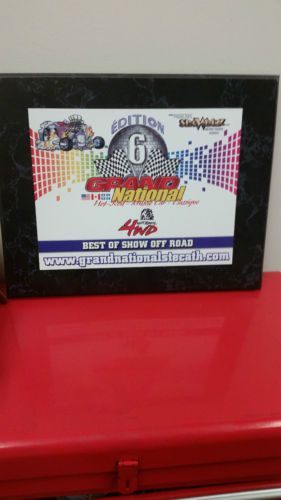 ÉDITION
6
GRAND
National
Hot-Rod - Muscle Car - Classique
4WD
BEST OF SHOW OFF ROAD
www.grandnationalstecath.com